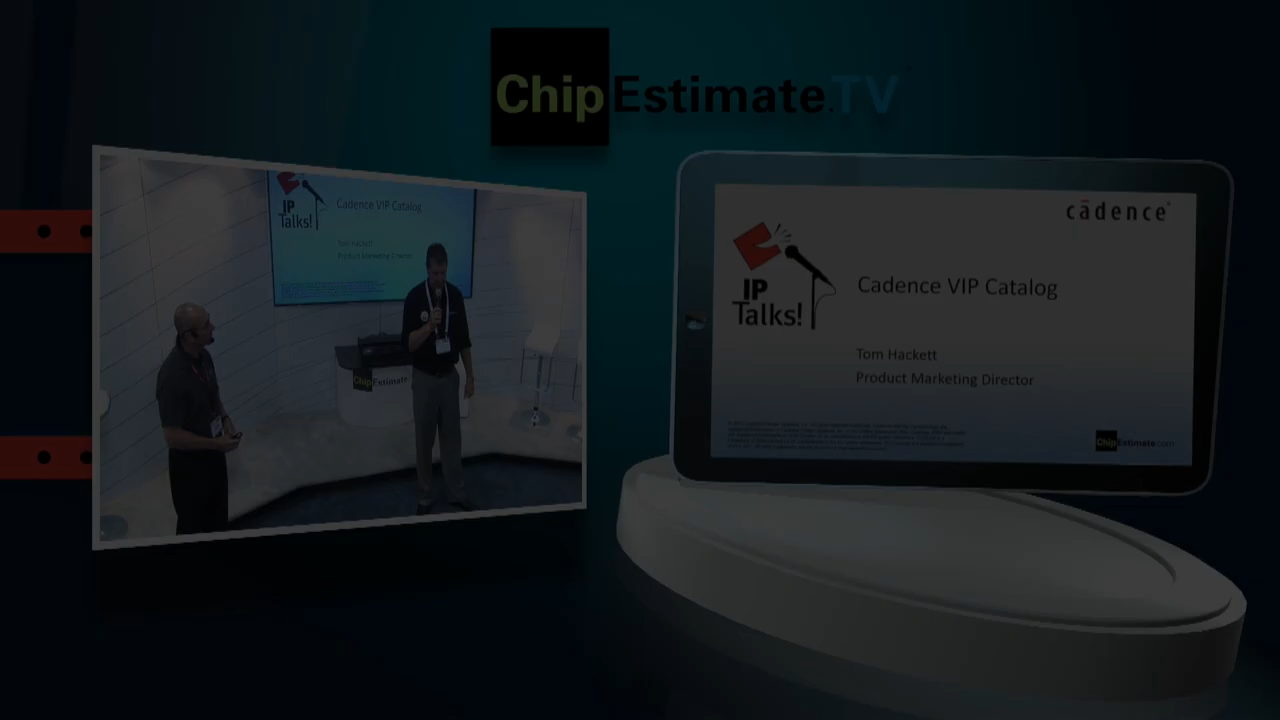 ChipEstimate.TV
IP
Talks!
Cadence VIP Catalog
Tom Hackett
Product Marketing Director
ChipEstimate
cādence®
IP
Talks!
Cadence VIP Catalog
Tom Hackett
Product Marketing Director
ChipEstimate.com